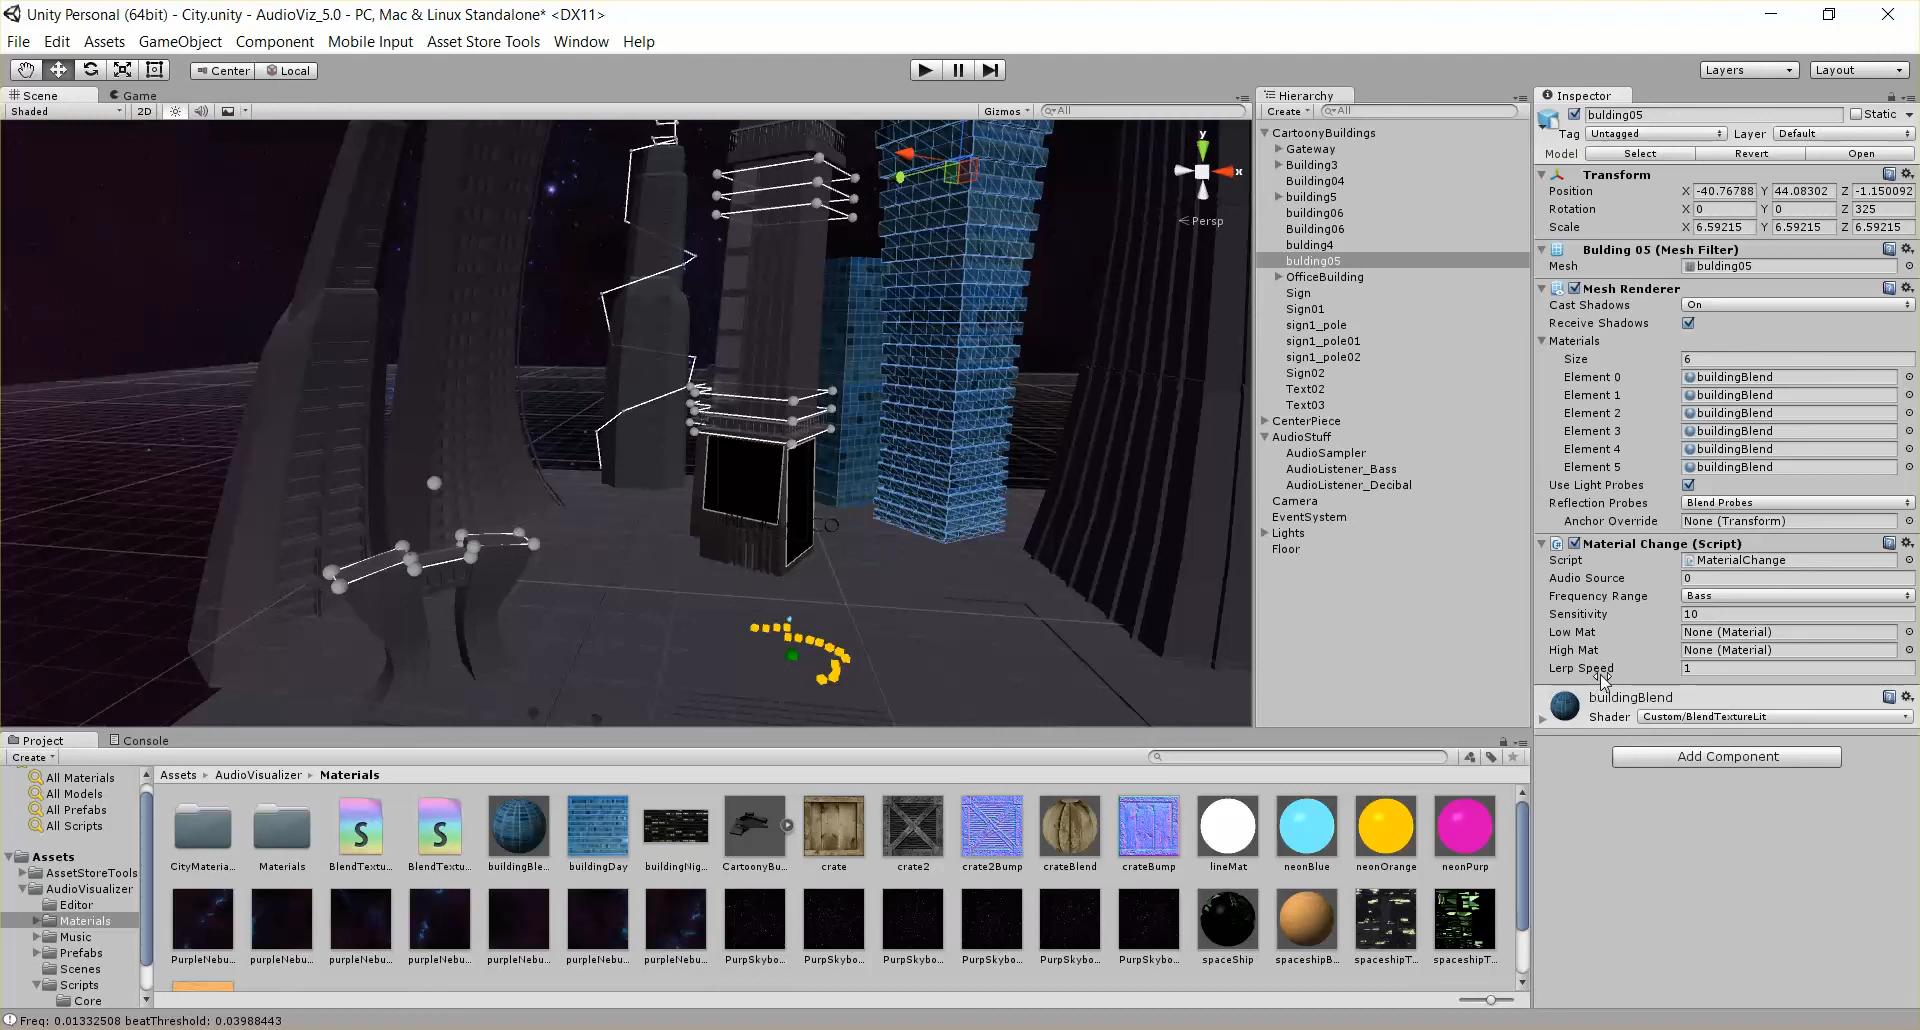 Unity Personal (64bit) - City.unity - AudioViz_5.0 - PC, Mac & Linux Standalone* <DX11>
File Edit Assets GameObject Component Mobile Input Asset Store Tools Window Help
Center Local Layers Layout
Scene Game
Shaded 2D Gizmos All
y
x
Persp
Hierarchy
Create All
CartoonyBuildings
Gateway
Building3
Building04
building5
building06
Building06
bulding4
bulding05
OfficeBuilding
Sign
Sign01
sign1_pole
sign1_pole01
sign1_pole02
Sign02
Text02
Text03
CenterPiece
AudioStuff
AudioSampler
AudioListener_Bass
AudioListener_Decibal
Camera
EventSystem
Lights
Floor
Inspector
bulding05 Static
Tag Untagged Layer Default
Model Select Revert Open
Transform
Position X -40.76788 Y 44.08302 Z -1.150092
Rotation X 0 Y 0 Z 325
Scale X 6.59215 Y 6.59215 Z 6.59215
Bulding 05 (Mesh Filter)
Mesh bulding05
Mesh Renderer
Cast Shadows On
Receive Shadows
Materials
Size 6
Element 0 buildingBlend
Element 1 buildingBlend
Element 2 buildingBlend
Element 3 buildingBlend
Element 4 buildingBlend
Element 5 buildingBlend
Use Light Probes
Reflection Probes Blend Probes
Anchor Override None (Transform)
Material Change (Script)
Script MaterialChange
Audio Source 0
Frequency Range Bass
Sensitivity 10
Low Mat None (Material)
High Mat None (Material)
Lerp Speed 1
buildingBlend
Shader Custom/BlendTextureLit
Add Component
Project Console
Create
All Materials
All Models
All Prefabs
All Scripts
Assets
AssetStoreTools
AudioVisualizer
Editor
Materials
Music
Prefabs
Scenes
Scripts
Core
Assets AudioVisualizer Materials
CityMateria... Materials BlendTextu... BlendTextu... buildingBle... buildingDay buildingNig... CartoonyBu... crate crate2 crate2Bump crateBlend crateBump lineMat neonBlue neonOrange neonPurp
PurpleNebu... purpleNebu... purpleNebu... purpleNebu... purpleNebu... purpleNebu... purpleNebu... PurpSkybo... PurpSkybo... PurpSkybo... PurpSkybo... PurpSkybo... PurpSkybo... spaceShip spaceshipB... spaceshipT... spaceshipT...
Freq: 0.01332508 beatThreshold: 0.03988443